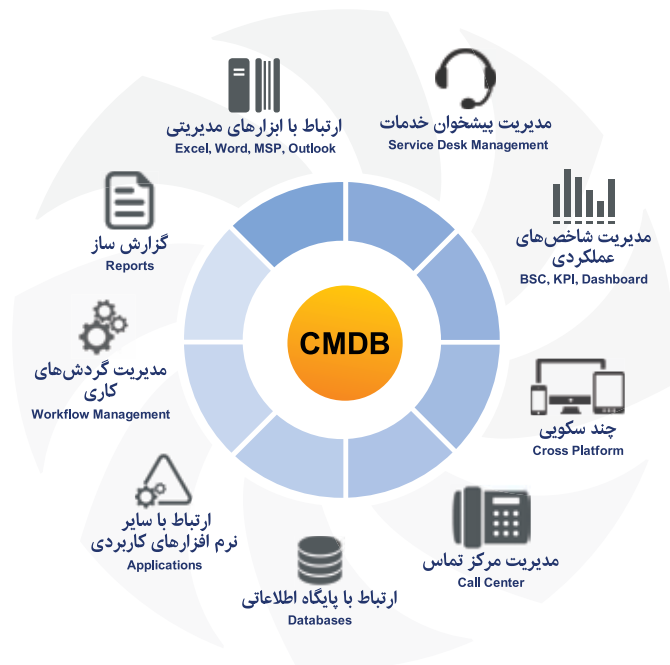 ارتباط با ابزارهای مدیریتی
Excel, Word, MSP, Outlook
مدیریت پیشخوان خدمات
Service Desk Management
مدیریت شاخص‌های
عملکردی
BSC, KPI, Dashboard
چند سکویی
Cross Platform
مدیریت مرکز تماس
Call Center
ارتباط با پایگاه اطلاعاتی
Databases
ارتباط با سایر
نرم افزارهای کاربردی
Applications
مدیریت گردش‌های
کاری
Workflow Management
گزارش ساز
Reports
CMDB